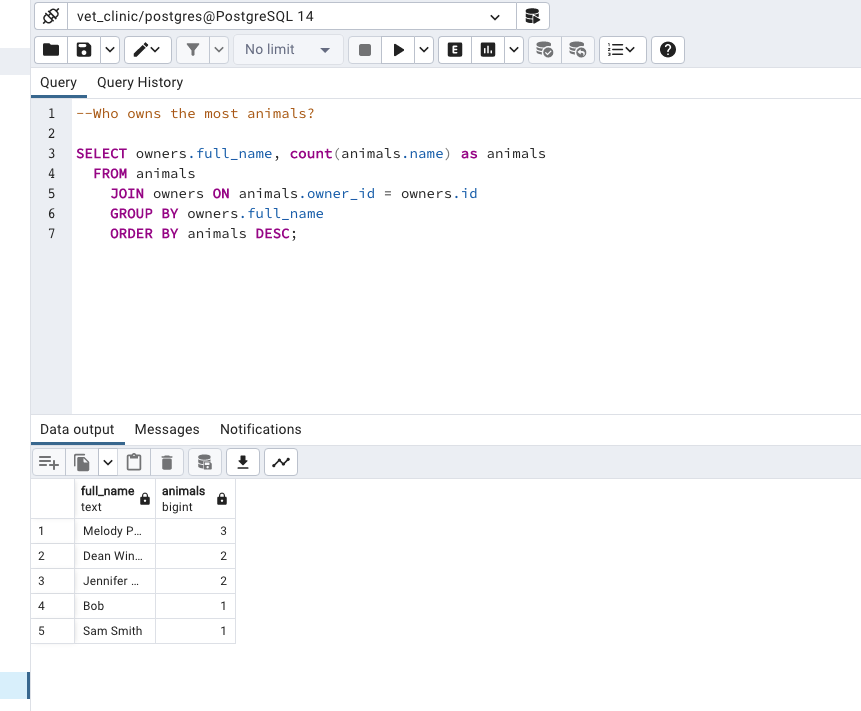 vet_clinic/postgres@PostgreSQL 14
No limit
E
Query Query History
1 --Who owns the most animals?
2
3 SELECT owners.full_name, count(animals.name) as animals
4 FROM animals
5 JOIN owners ON animals.owner_id = owners.id
6 GROUP BY owners.full_name
7 ORDER BY animals DESC;
Data output Messages Notifications
full_name animals
text bigint
1 Melody P... 3
2 Dean Win... 2
3 Jennifer ... 2
4 Bob 1
5 Sam Smith 1